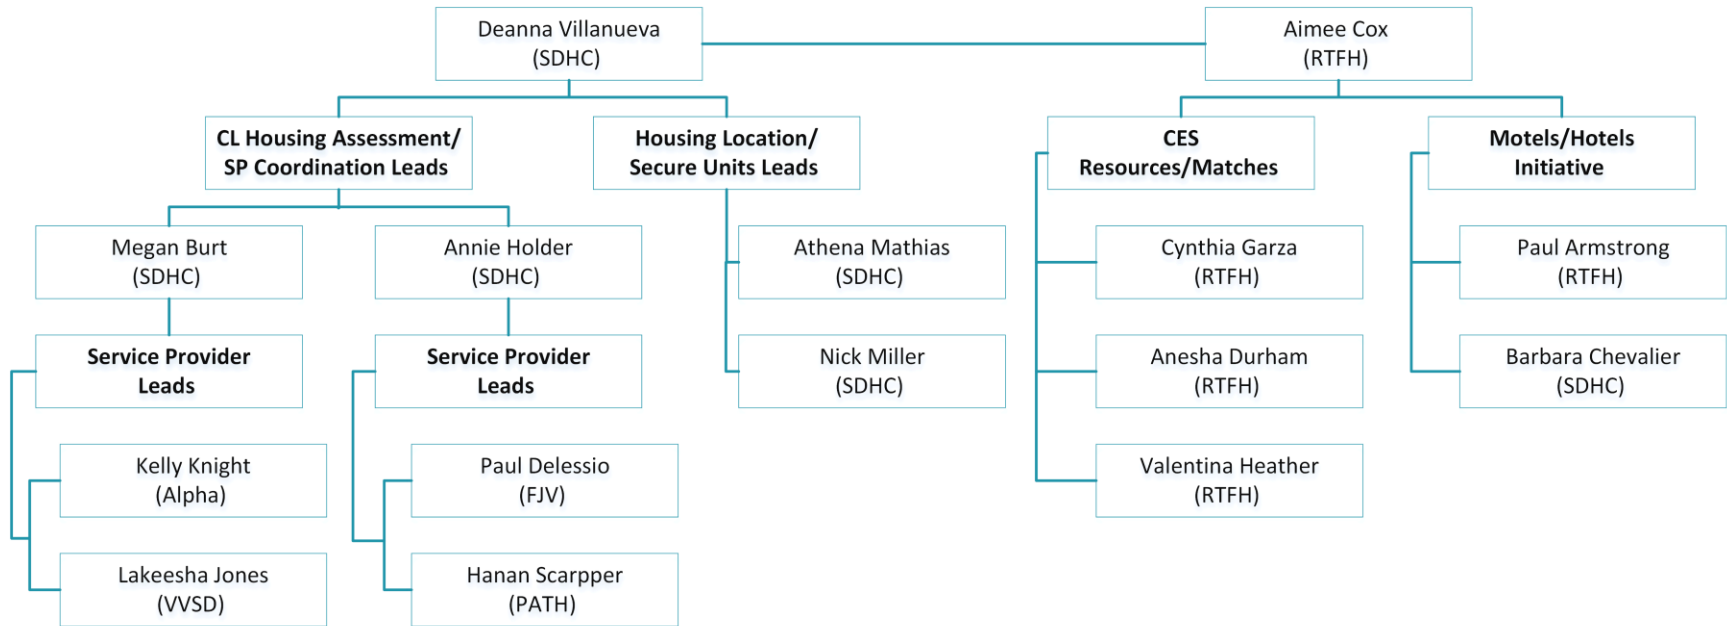 Deanna Villanueva
(SDHC)
Aimee Cox
(RTFH)
CL Housing Assessment/
SP Coordination Leads
Housing Location/
Secure Units Leads
CES
Resources/Matches
Motels/Hotels
Initiative
Megan Burt
(SDHC)
Annie Holder
(SDHC)
Athena Mathias
(SDHC)
Cynthia Garza
(RTFH)
Paul Armstrong
(RTFH)
Service Provider
Leads
Service Provider
Leads
Nick Miller
(SDHC)
Anesha Durham
(RTFH)
Barbara Chevalier
(SDHC)
Kelly Knight
(Alpha)
Paul Delessio
(FJV)
Valentina Heather
(RTFH)
Lakeesha Jones
(VVSD)
Hanan Scarpper
(PATH)